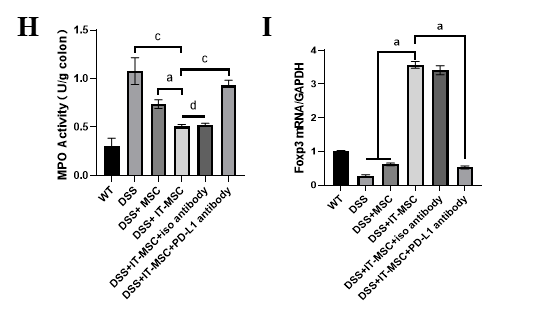 H
MPO Activity ( U/g colon)
1.5
1.0
0.5
0.0
c
c
a
d
WT
DSS
DSS+ MSC
DSS+ IT-MSC
DSS+IT-MSC+iso antibody
DSS+IT-MSC+PD-L1 antibody
I
Foxp3 mRNA/GAPDH
4
3
2
1
0
a
a
WT
DSS
DSS+MSC
DSS+IT-MSC
DSS+IT-MSC+iso antibody
DSS+IT-MSC+PD-L1 antibody